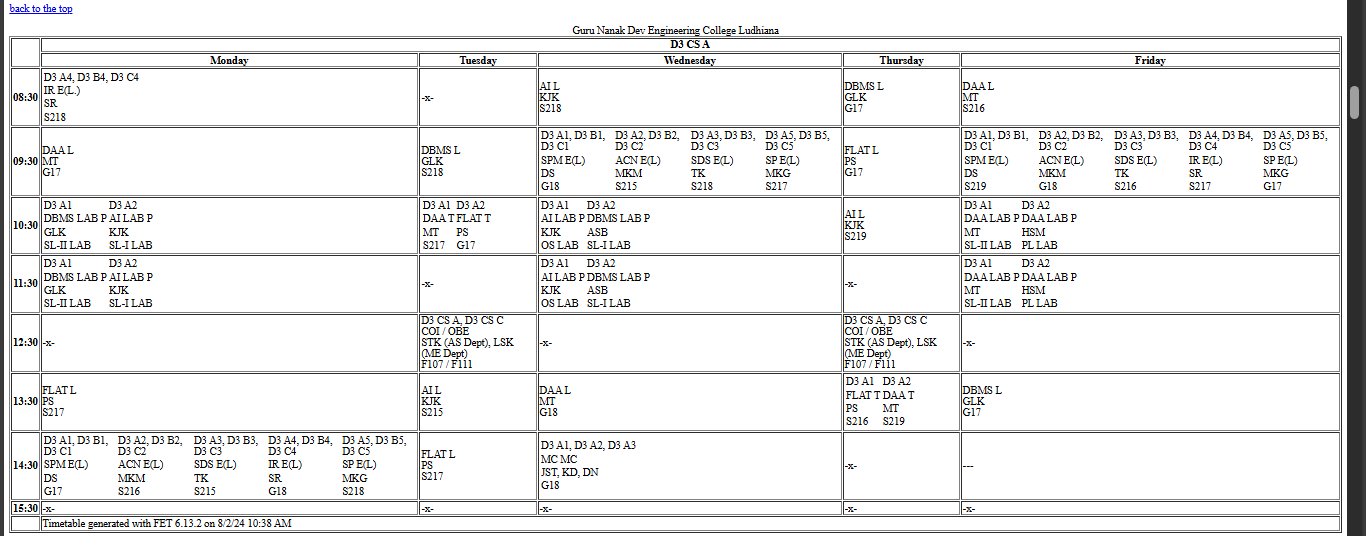 back to the top
Guru Nanak Dev Engineering College Ludhiana
D3 CS A
Monday Tuesday Wednesday Thursday Friday
08:30
D3 A4, D3 B4, D3 C4
IR E(L.)
SR
S218
-x-
AI L
KJK
S218
DBMS L
GLK
G17
DAA L
MT
S216
09:30
DAA L
MT
G17
DBMS L
GLK
S218
D3 A1, D3 B1, D3 A2, D3 B2, D3 A3, D3 B3, D3 A5, D3 B5,
D3 C1 D3 C2 D3 C3 D3 C5
SPM E(L) ACN E(L) SDS E(L) SP E(L)
DS MKM TK MKG
G18 S215 S218 S217
FLAT L
PS
G17
D3 A1, D3 B1, D3 A2, D3 B2, D3 A3, D3 B3, D3 A4, D3 B4, D3 A5, D3 B5,
D3 C1 D3 C2 D3 C3 D3 C4 D3 C5
SPM E(L) ACN E(L) SDS E(L) IR E(L) SP E(L)
DS MKM TK SR MKG
S219 G18 S216 S217 G17
10:30
D3 A1 D3 A2
DBMS LAB P AI LAB P
GLK KJK
SL-II LAB SL-I LAB
D3 A1 D3 A2
DAA T FLAT T
MT PS
S217 G17
D3 A1 D3 A2
AI LAB P DBMS LAB P
KJK ASB
OS LAB SL-I LAB
AI L
KJK
S219
D3 A1 D3 A2
DAA LAB P DAA LAB P
MT HSM
SL-II LAB PL LAB
11:30
D3 A1 D3 A2
DBMS LAB P AI LAB P
GLK KJK
SL-II LAB SL-I LAB
-x-
D3 A1 D3 A2
AI LAB P DBMS LAB P
KJK ASB
OS LAB SL-I LAB
-x-
D3 A1 D3 A2
DAA LAB P DAA LAB P
MT HSM
SL-II LAB PL LAB
12:30
-x-
D3 CS A, D3 CS C
COI / OBE
STK (AS Dept), LSK
(ME Dept)
F107 / F111
-x-
D3 CS A, D3 CS C
COI / OBE
STK (AS Dept), LSK
(ME Dept)
F107 / F111
-x-
13:30
FLAT L
PS
S217
AI L
KJK
S215
DAA L
MT
G18
D3 A1 D3 A2
FLAT T DAA T
PS MT
S216 S219
DBMS L
GLK
G17
14:30
D3 A1, D3 B1, D3 A2, D3 B2, D3 A3, D3 B3, D3 A4, D3 B4, D3 A5, D3 B5,
D3 C1 D3 C2 D3 C3 D3 C4 D3 C5
SPM E(L) ACN E(L) SDS E(L) IR E(L) SP E(L)
DS MKM TK SR MKG
G17 S216 S215 G18 S218
FLAT L
PS
S217
D3 A1, D3 A2, D3 A3
MC MC
JST, KD, DN
G18
-x-
---
15:30
-x- -x- -x- -x- -x-
Timetable generated with FET 6.13.2 on 8/2/24 10:38 AM